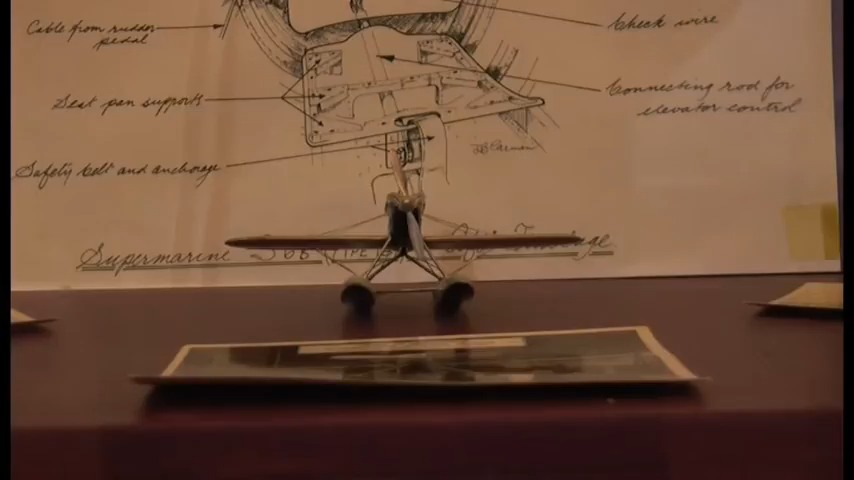 Cable from rudder
pedal
Check wire
Seat pan supports
Connecting rod for
elevator control
Safety belt and anchorage
Supermarine